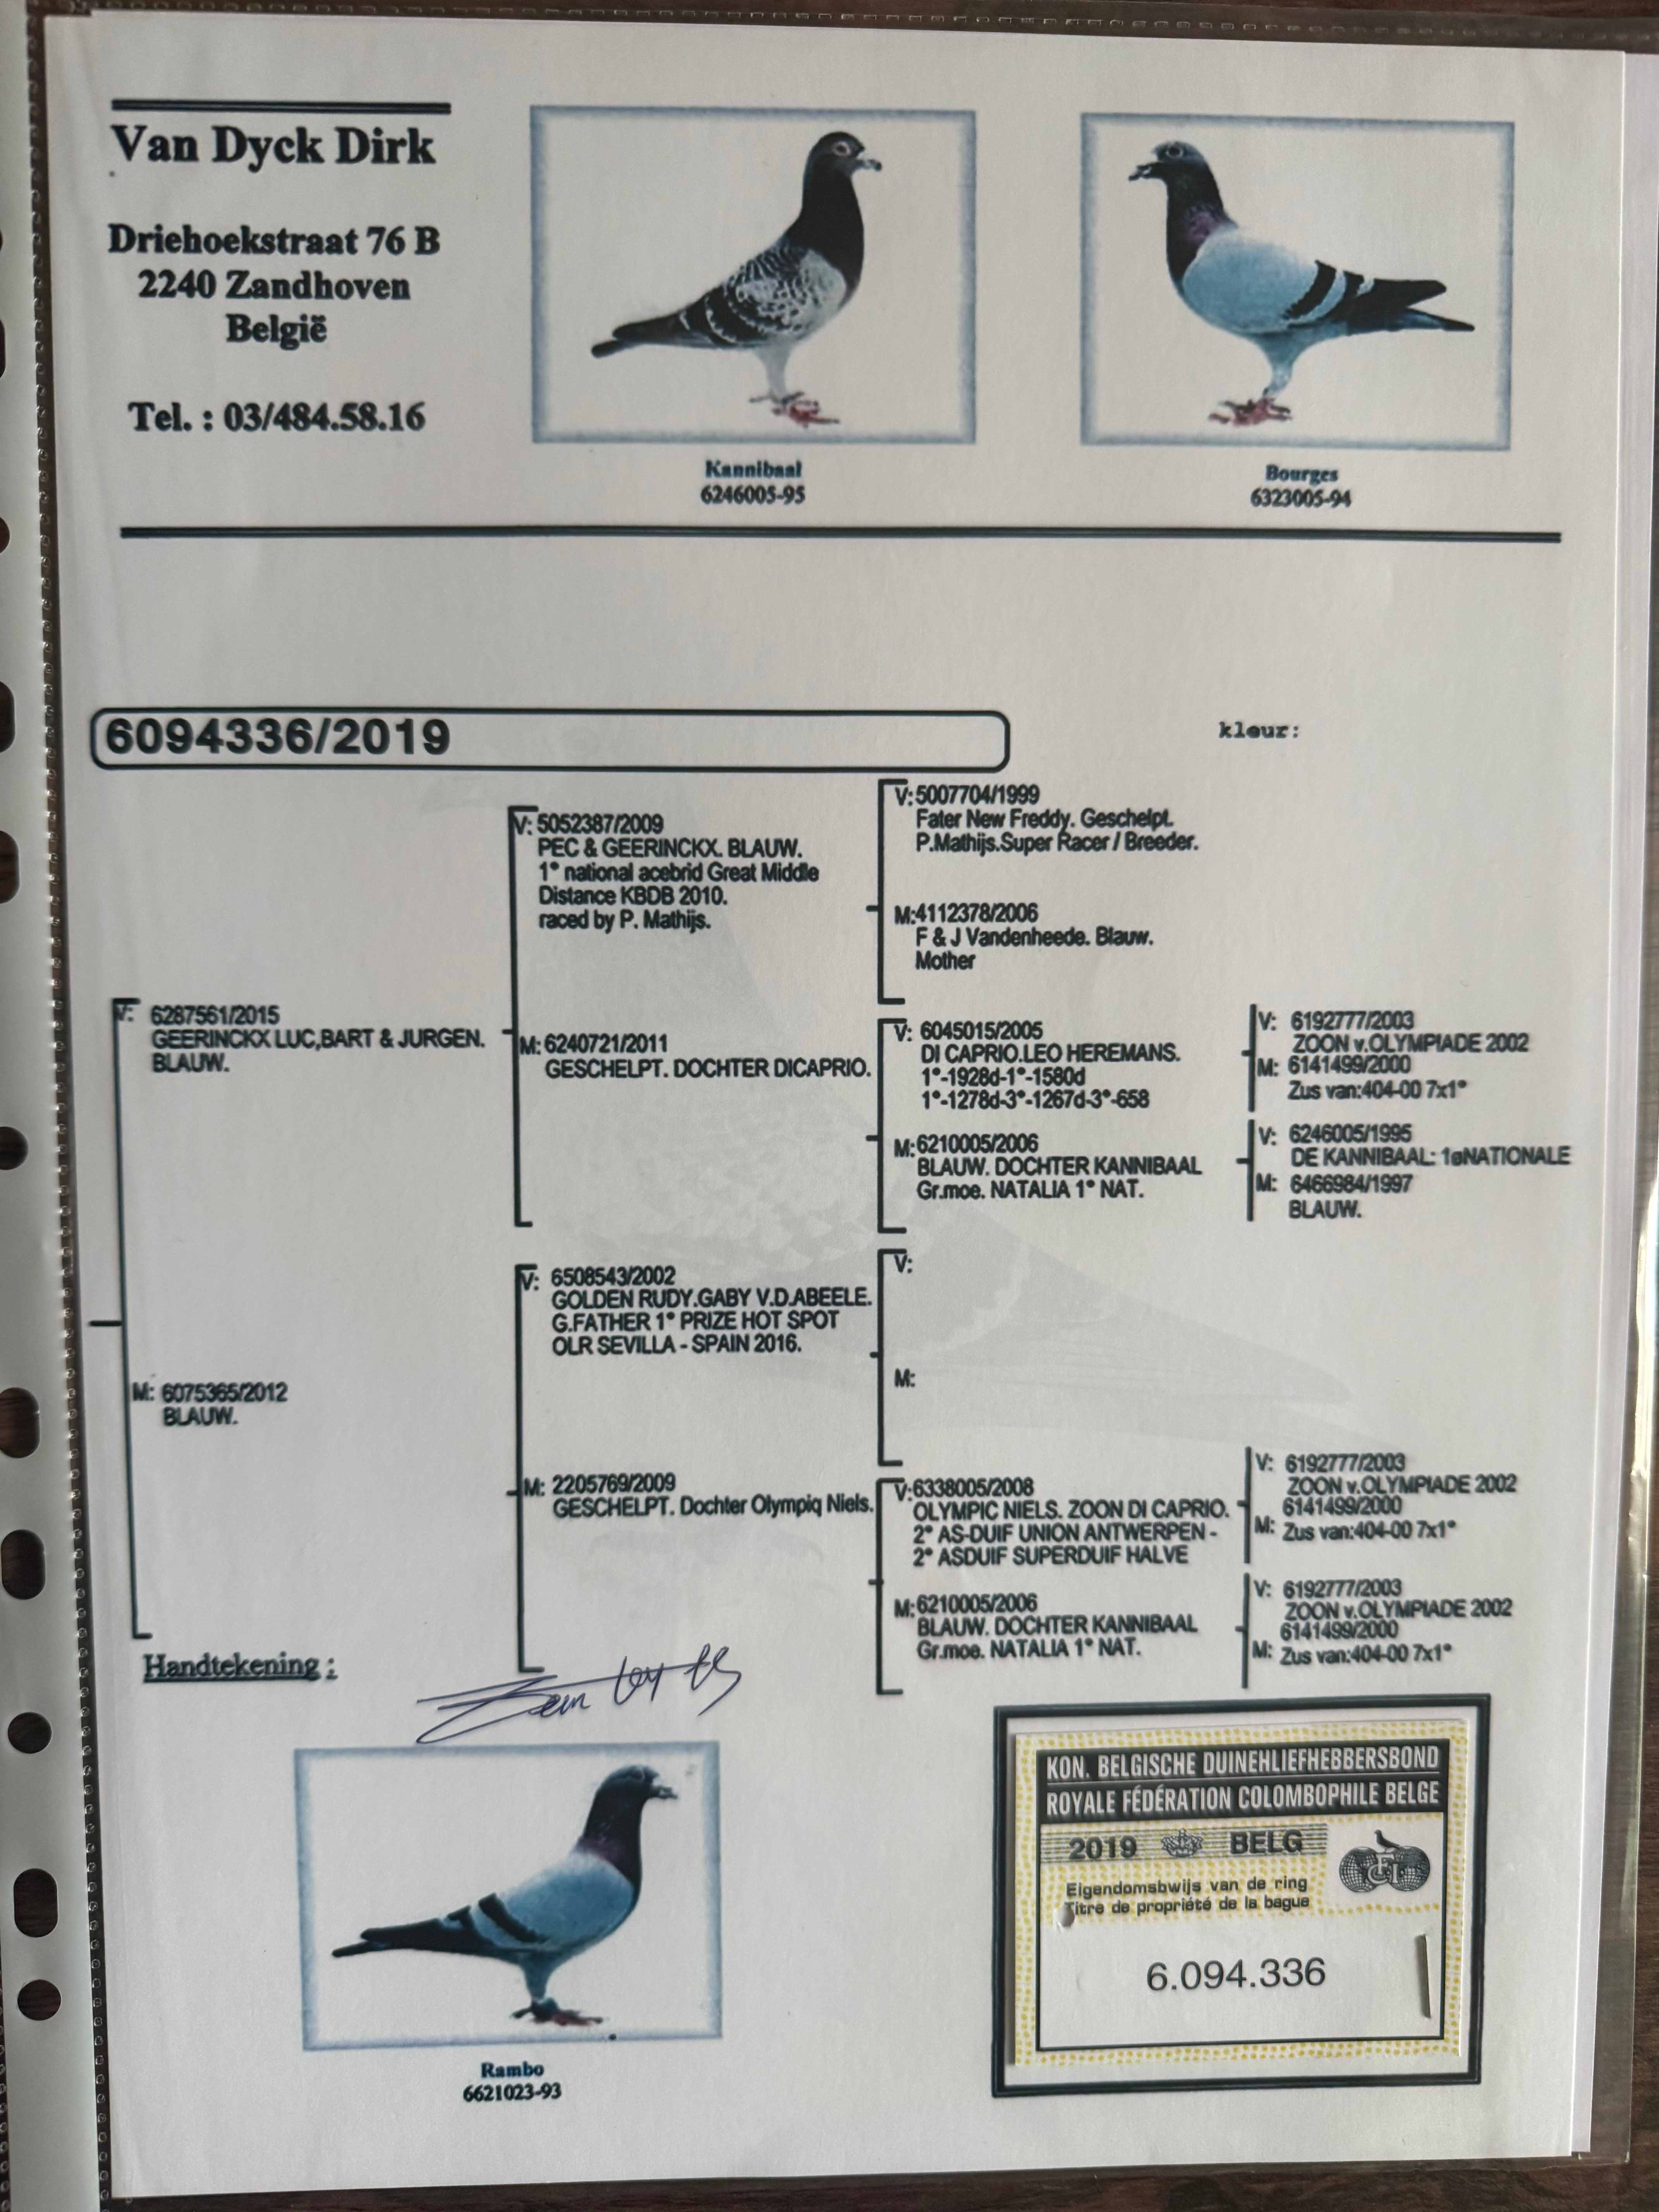 Van Dyck Dirk
Driehoekstraat 76 B
2240 Zandhoven
België
Tel. : 03/484.58.16
Kannibaal
6246005-95
Bourges
6323005-94
6094336/2019
kleur:
V: 6287561/2015
GEERINCKX LUC,BART & JURGEN.
BLAUW.
M: 6075365/2012
BLAUW.
V: 5052387/2009
PEC & GEERINCKX. BLAUW.
1° national acebrid Great Middle
Distance KBDB 2010.
raced by P. Mathijs.
M: 6240721/2011
GESCHELPT. DOCHTER DICAPRIO.
V: 6508543/2002
GOLDEN RUDY.GABY V.D.ABEELE.
G.FATHER 1° PRIZE HOT SPOT
OLR SEVILLA - SPAIN 2016.
M: 2205769/2009
GESCHELPT. Dochter Olympiq Niels.
V: 5007704/1999
Fater New Freddy. Geschelpt.
P.Mathijs.Super Racer / Breeder.
M:4112378/2006
F & J Vandenheede. Blauw.
Mother
V: 6045015/2005
DI CAPRIO.LEO HEREMANS.
1°-1928d-1°-1580d
1°-1278d-3°-1267d-3°-658
M:6210005/2006
BLAUW. DOCHTER KANNIBAAL
Gr.moe. NATALIA 1° NAT.
V:
M:
V:6338005/2008
OLYMPIC NIELS. ZOON DI CAPRIO.
2° AS-DUIF UNION ANTWERPEN -
2° ASDUIF SUPERDUIF HALVE
M:6210005/2006
BLAUW. DOCHTER KANNIBAAL
Gr.moe. NATALIA 1° NAT.
V: 6192777/2003
ZOON v.OLYMPIADE 2002
M: 6141499/2000
Zus van:404-00 7x1°
V: 6246005/1995
DE KANNIBAAL: 1øNATIONALE
M: 6466984/1997
BLAUW.
V: 6192777/2003
ZOON v.OLYMPIADE 2002
6141499/2000
M: Zus van:404-00 7x1°
V: 6192777/2003
ZOON v.OLYMPIADE 2002
6141499/2000
M: Zus van:404-00 7x1°
Handtekening :
Rambo
6621023-93
KON. BELGISCHE DUINEHLIEFHEBBERSBOND
ROYALE FÉDÉRATION COLOMBOPHILE BELGE
2019 BELG
FCI
Eigendomsbwijs van de ring
Titre de propriété de la bague
6.094.336